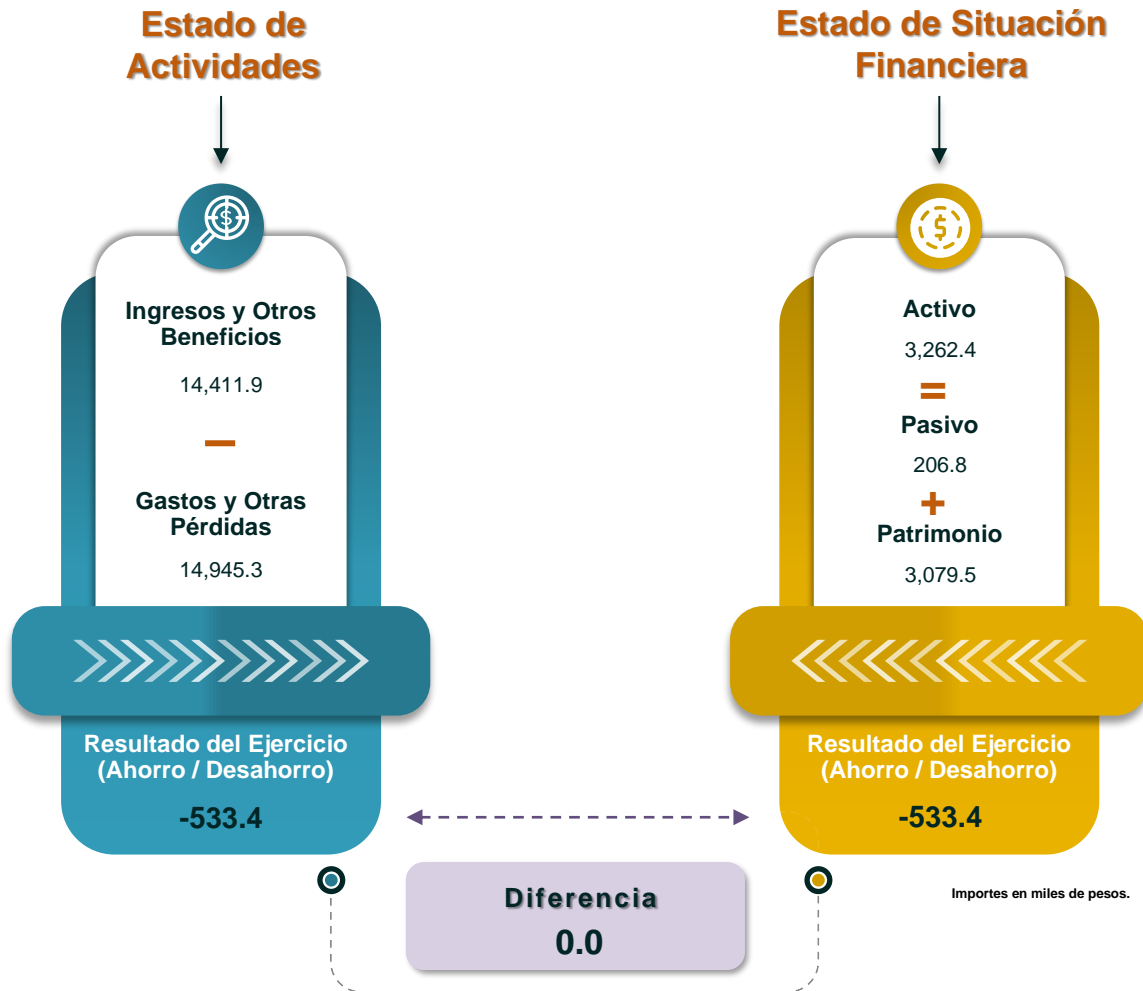 Estado de
Actividades
Ingresos y Otros
Beneficios
14,411.9
–
Gastos y Otras
Pérdidas
14,945.3
Resultado del Ejercicio
(Ahorro / Desahorro)
-533.4
Estado de Situación
Financiera
Activo
3,262.4
=
Pasivo
206.8
+
Patrimonio
3,079.5
Resultado del Ejercicio
(Ahorro / Desahorro)
-533.4
Diferencia
0.0
Importes en miles de pesos.